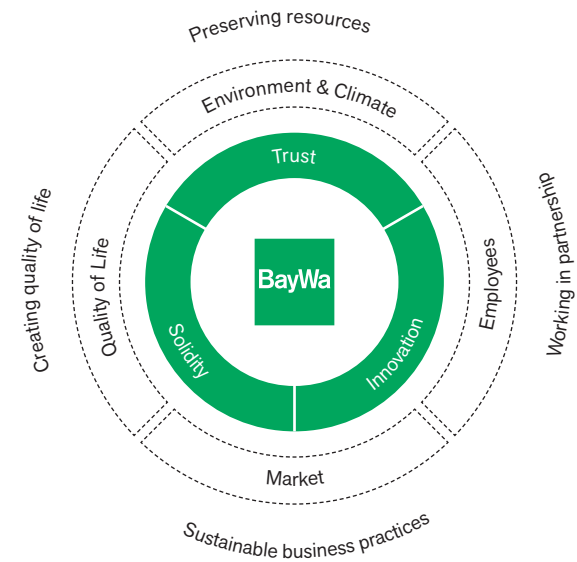 Preserving resources
Environment & Climate
Trust
Creating quality of life
Quality of Life
BayWa
Employees
Working in partnership
Solidity
Innovation
Market
Sustainable business practices